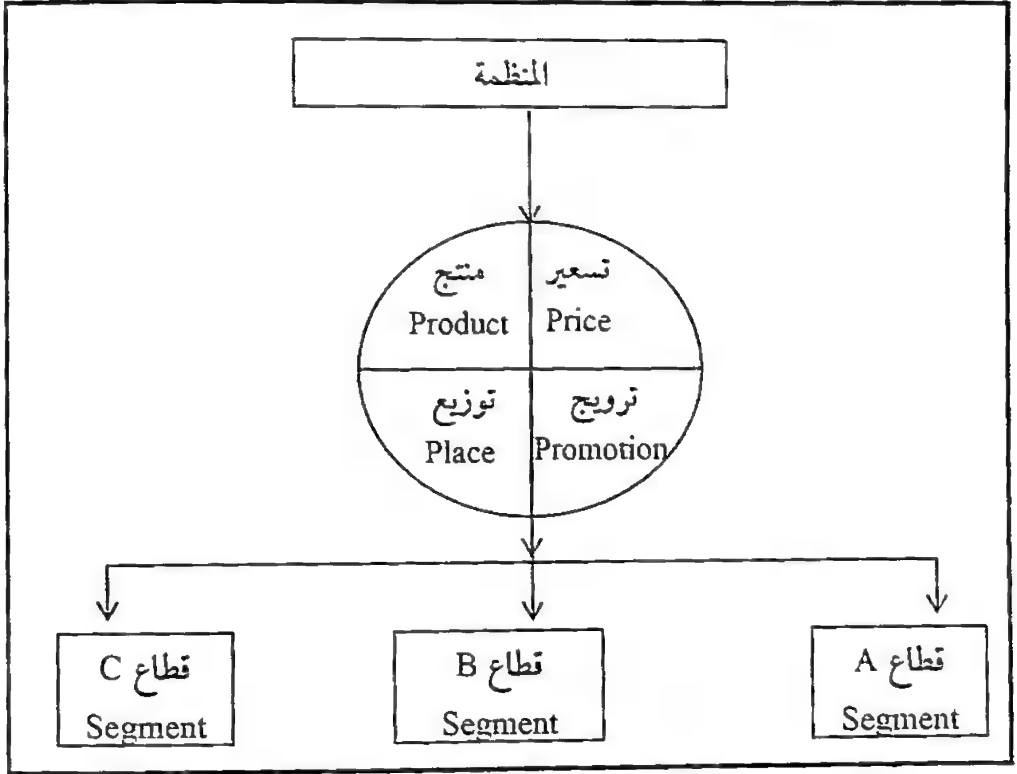 المنظمة
تسعير
Price
منتج
Product
ترويج
Promotion
توزيع
Place
قطاع A
Segment
قطاع B
Segment
قطاع C
Segment